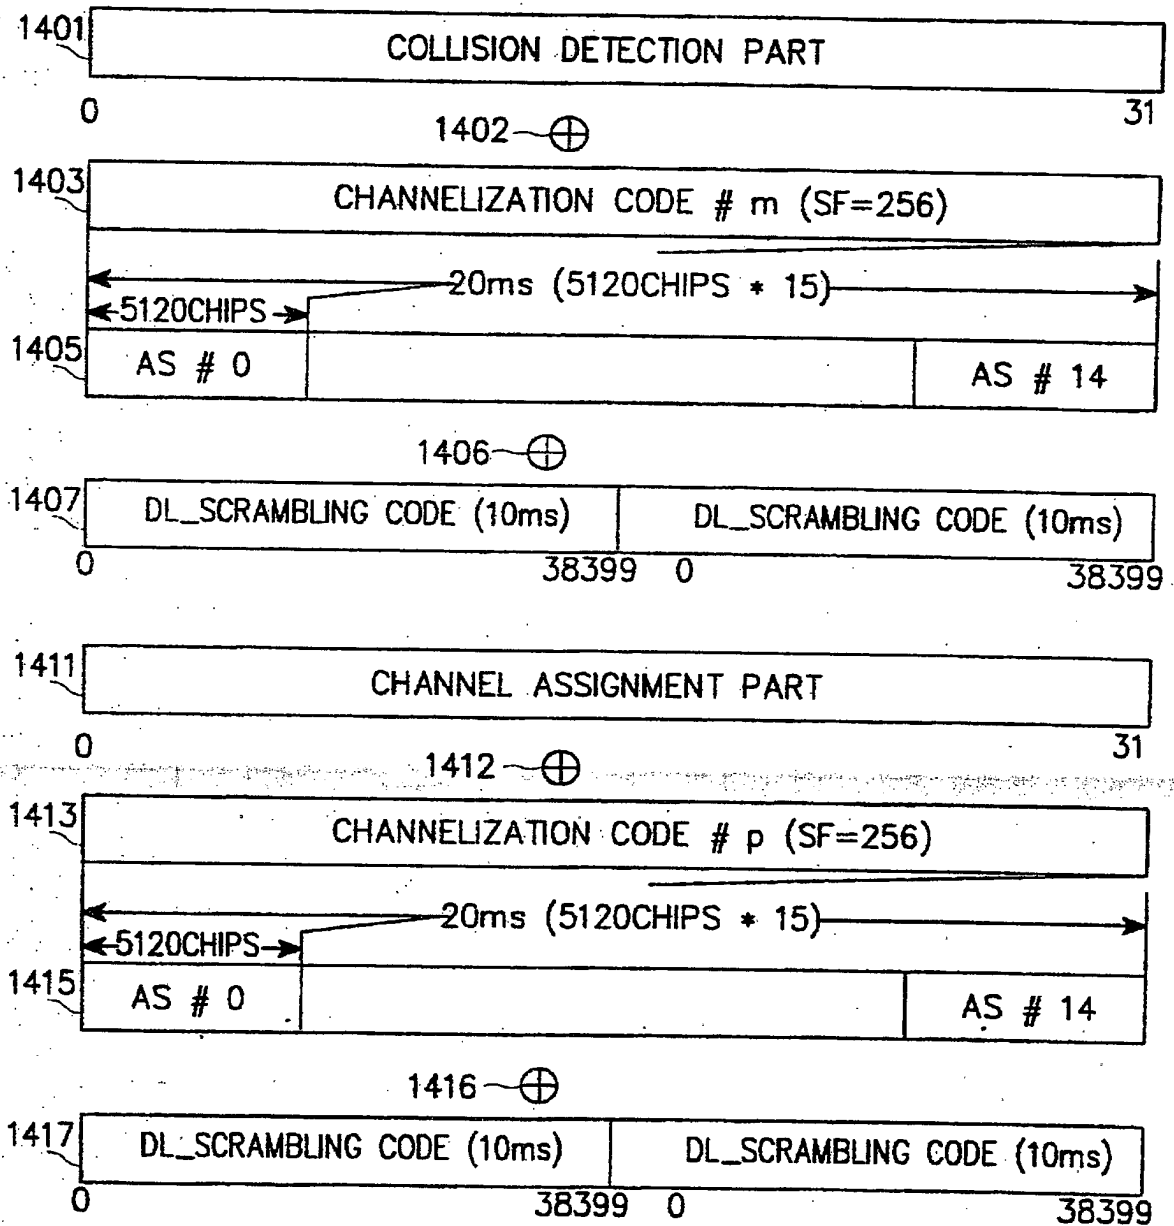 1401
COLLISION DETECTION PART
0
31
1402
1403
CHANNELIZATION CODE # m (SF=256)
20ms (5120CHIPS * 15)
5120CHIPS
1405
AS # 0
AS # 14
1406
1407
DL_SCRAMBLING CODE (10ms)
DL_SCRAMBLING CODE (10ms)
0
38399
0
38399
1411
CHANNEL ASSIGNMENT PART
0
31
1412
1413
CHANNELIZATION CODE # p (SF=256)
20ms (5120CHIPS * 15)
5120CHIPS
1415
AS # 0
AS # 14
1416
1417
DL_SCRAMBLING CODE (10ms)
DL_SCRAMBLING CODE (10ms)
0
38399
0
38399